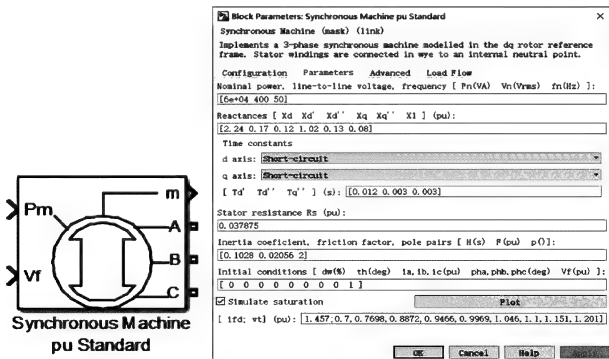 Block Parameters: Synchronous Machine pu Standard
Synchronous Machine (mask) (link)
Implements a 3-phase synchronous machine modelled in the dq rotor reference
frame. Stator windings are connected in wye to an internal neutral point.
Configuration Parameters Advanced Load Flow
Nominal power, line-to-line voltage, frequency [ Pn(VA) Vn(Vrms) fn(Hz) ]:
[6e+04 400 50]
Reactances [ Xd Xd' Xd'' Xq Xq'' Xl ] (pu):
[2.24 0.17 0.12 1.02 0.13 0.08]
Time constants
d axis: Short-circuit
q axis: Short-circuit
[ Td' Td'' Tq'' ] (s): [0.012 0.003 0.003]
Stator resistance Rs (pu):
0.037875
Inertia coeficient, friction factor, pole pairs [ H(s) F(pu) p()]:
[0.1028 0.02056 2]
Initial conditions [ dw(%) th(deg) ia,ib,ic(pu) pha,phb,phc(deg) Vf(pu) ]:
[ 0 0 0 0 0 0 0 0 1 ]
Simulate saturation Plot
[ ifd; vt] (pu): 1.457;0.7,0.7698,0.8872,0.9466,0.9969,1.046,1.1,1.151,1.201]
OK Cancel Help Apply
m
Pm
A
B
Vf
C
Synchronous Machine
pu Standard